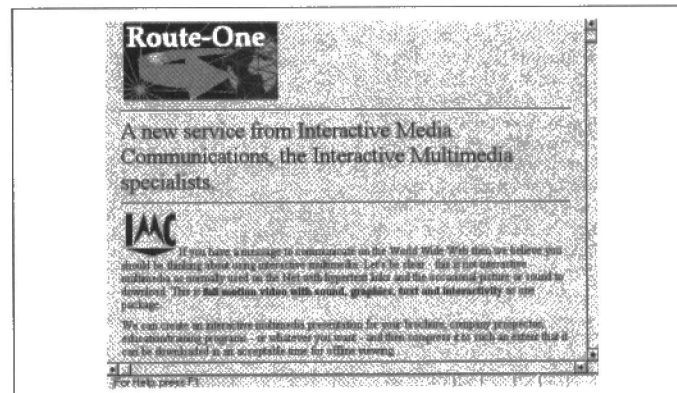 Route-One
A new service from Interactive Media
Communications, the Interactive Multimedia
specialists.
IMC
If you have a message to communicate on the World Wide Web then we believe you
should be thinking about using interactive multimedia. Let's be clear - this is not interactive
multimedia as normally used on the Net with hypertext links and the occasional picture or sound to
download. This is full motion video with sound, graphics, text and interactivity in one
package.
We can create an interactive multimedia presentation for your brochure, company prospectus,
education/training programs - or whatever you want - and then compress it to such an extent that it
can be downloaded in an acceptable time for offline viewing.
For Help, press F1